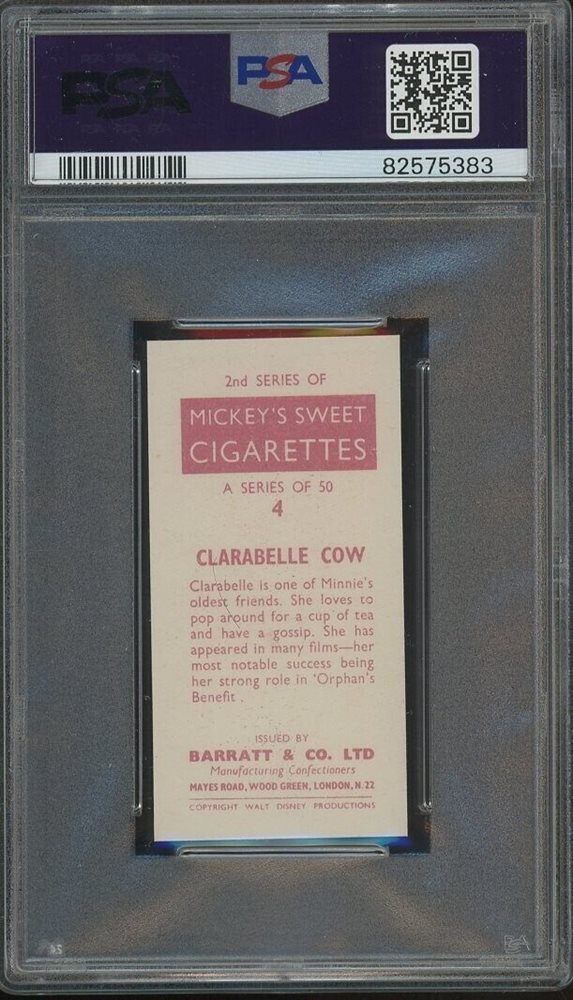 PSA
PSA
82575383
2nd SERIES OF
MICKEY'S SWEET
CIGARETTES
A SERIES OF 50
4
CLARABELLE COW
Clarabelle is one of Minnie's
oldest friends. She loves to
pop around for a cup of tea
and have a gossip. She has
appeared in many films—her
most notable success being
her strong role in 'Orphan's
Benefit.
ISSUED BY
BARRATT & CO. LTD
Manufacturing Confectioners
MAYES ROAD, WOOD GREEN, LONDON, N.22
COPYRIGHT WALT DISNEY PRODUCTIONS
PSA